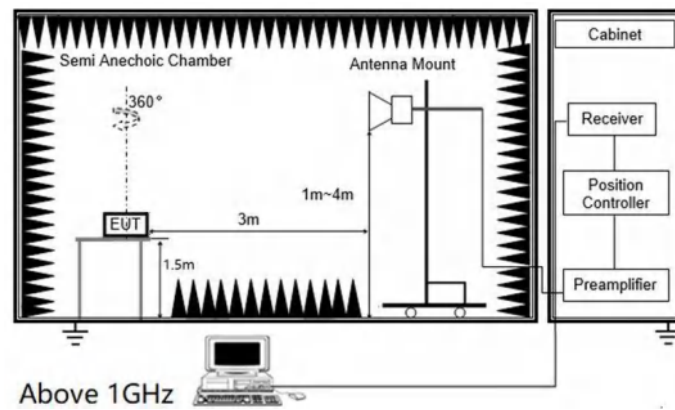 Semi Anechoic Chamber
Antenna Mount
Cabinet
360°
Receiver
1m~4m
Position
Controller
EUT
3m
1.5m
Preamplifier
Above 1GHz